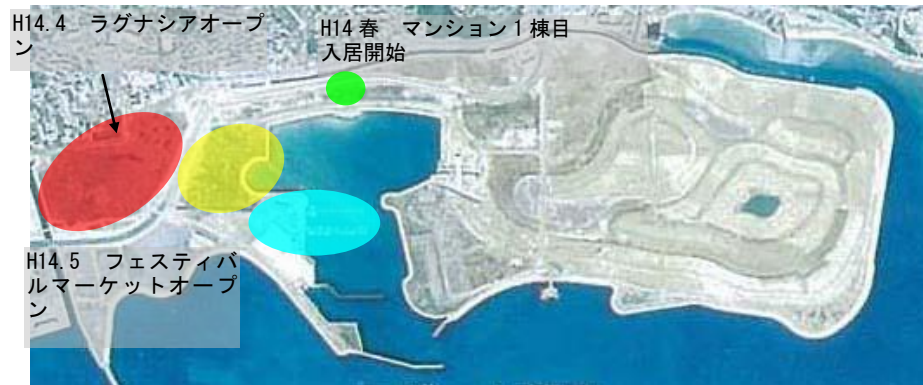 H14.4　ラグナシアオープ
ン
H14 春　マンション 1 棟目
入居開始
H14.5　フェスティバ
ルマーケットオープ
ン